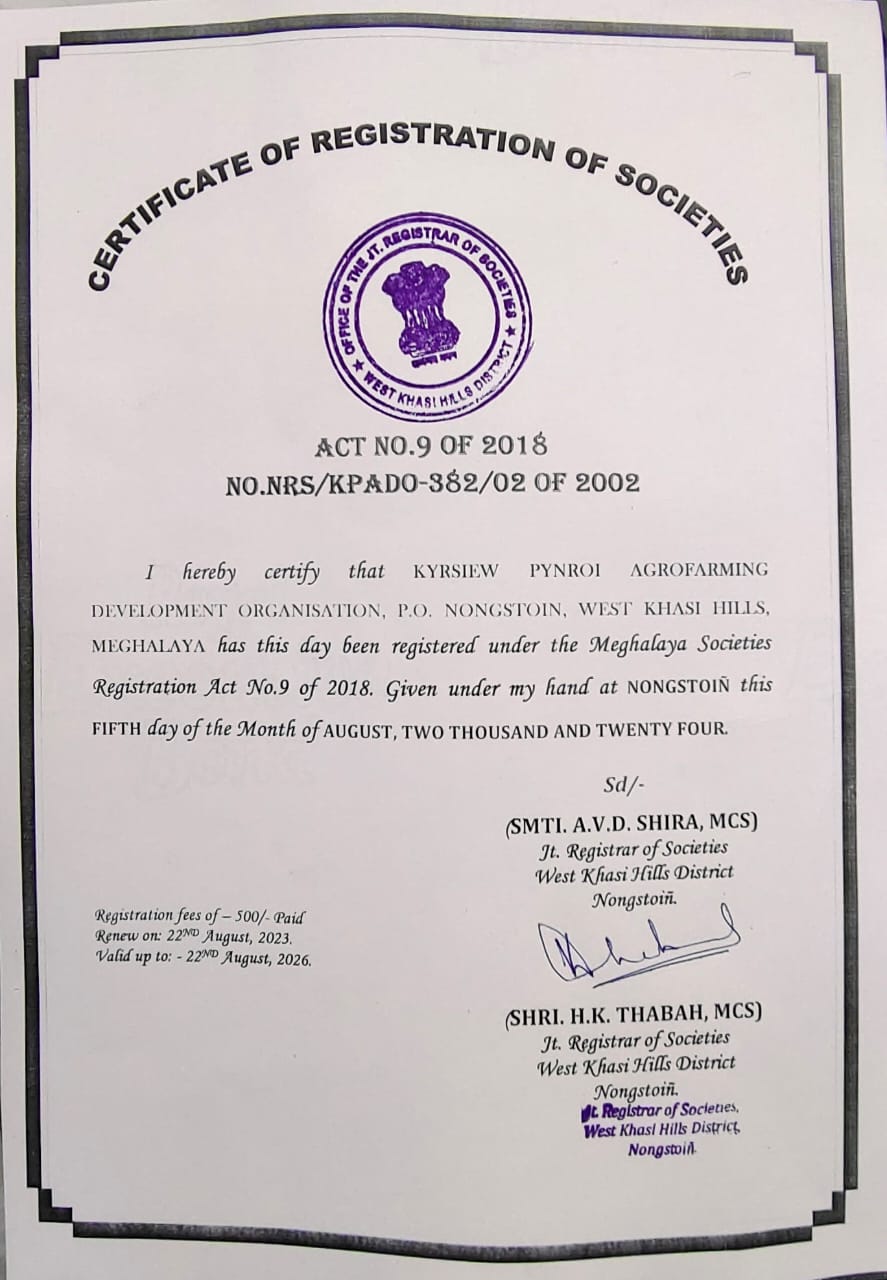 CERTIFICATE OF REGISTRATION OF SOCIETIES
OFFICE OF THE JT. REGISTRAR OF SOCIETIES
★ WEST KHASI HILLS DISTRICT ★
ACT NO.9 OF 2018
NO.NRS/KPADO-382/02 OF 2002
I hereby certify that KYRSIEW PYNROI AGROFARMING
DEVELOPMENT ORGANISATION, P.O. NONGSTOIN, WEST KHASI HILLS,
MEGHALAYA has this day been registered under the Meghalaya Societies
Registration Act No.9 of 2018. Given under my hand at NONGSTOIÑ this
FIFTH day of the Month of AUGUST, TWO THOUSAND AND TWENTY FOUR.
Sd/-
(SMTI. A.V.D. SHIRA, MCS)
Jt. Registrar of Societies
West Khasi Hills District
Nongstoiñ.
Registration fees of – 500/- Paid
Renew on: 22ND August, 2023.
Valid up to: - 22ND August, 2026.
(SHRI. H.K. THABAH, MCS)
Jt. Registrar of Societies
West Khasi Hills District
Nongstoiñ.
Jt. Registrar of Societies,
West Khasi Hills District,
Nongstoiñ.